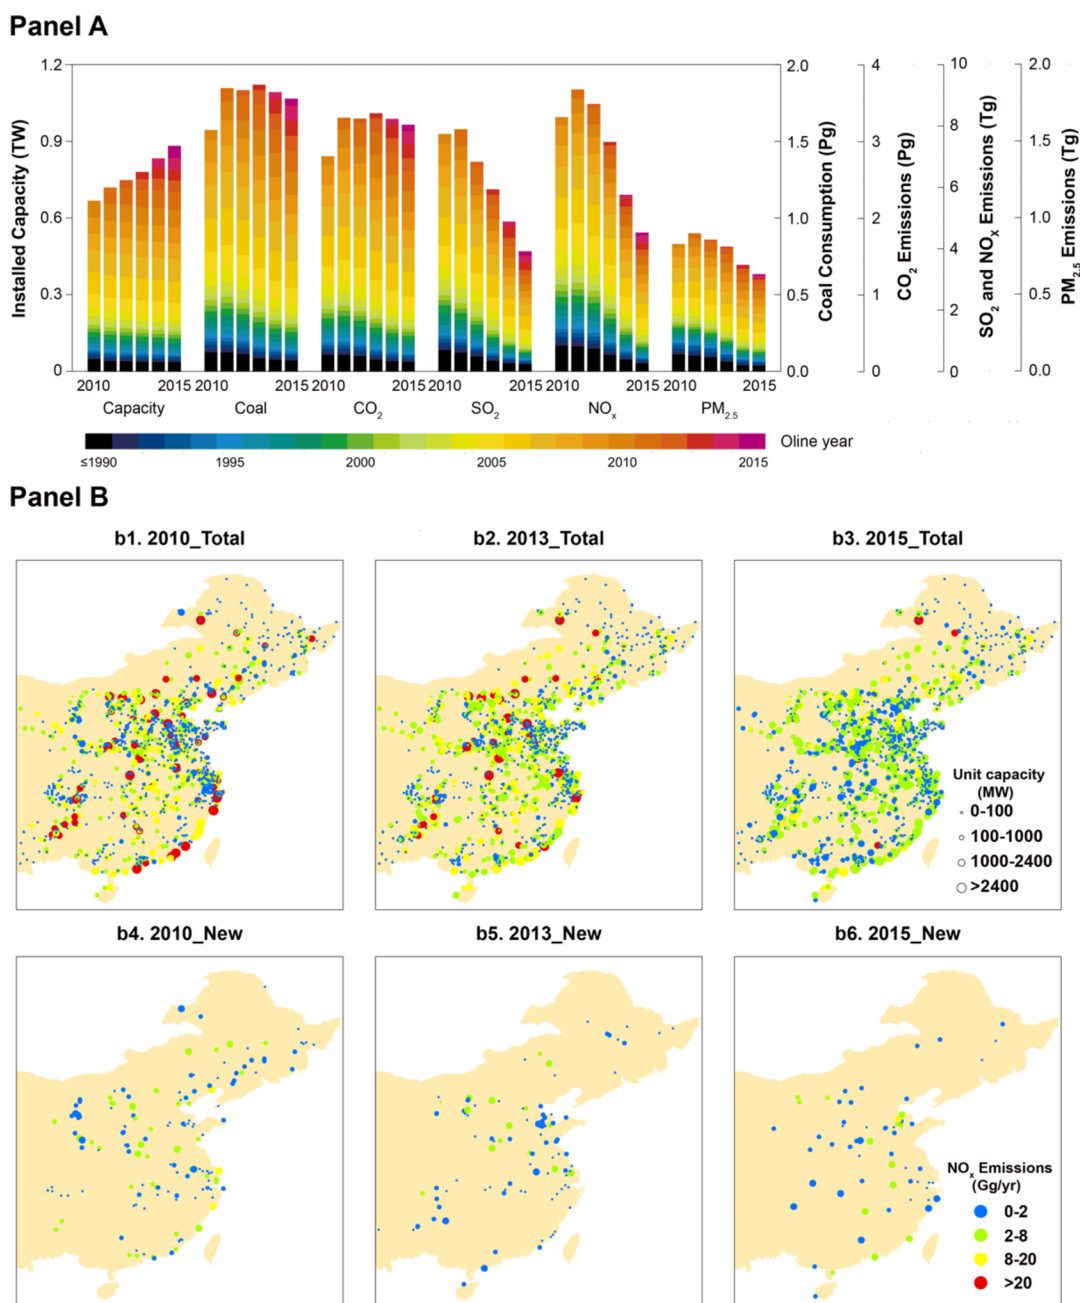 Panel A
1.2
0.9
0.6
0.3
0
Installed Capacity (TW)
2.0
1.5
1.0
0.5
0.0
Coal Consumption (Pg)
4
3
2
1
0
CO2 Emissions (Pg)
10
8
6
4
2
0
SO2 and NOX Emissions (Tg)
2.0
1.5
1.0
0.5
0.0
PM2.5 Emissions (Tg)
2010 2015 2010 2015 2010 2015 2010 2015 2010 2015 2010 2015
Capacity Coal CO2 SO2 NOx PM2.5
Oline year
≤1990 1995 2000 2005 2010 2015
Panel B
b1. 2010_Total b2. 2013_Total b3. 2015_Total
Unit capacity
(MW)
0-100
100-1000
1000-2400
>2400
b4. 2010_New b5. 2013_New b6. 2015_New
NOx Emissions
(Gg/yr)
0-2
2-8
8-20
>20